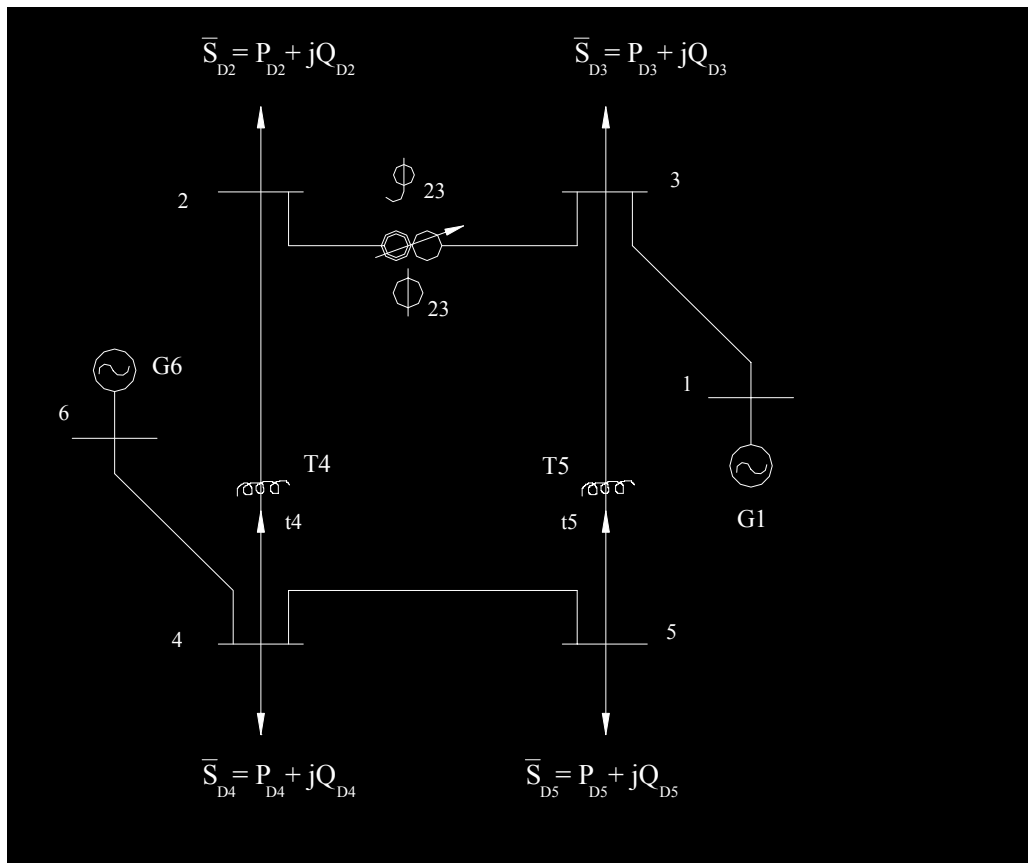 S̅D2= PD2+ jQD2
S̅D3= PD3+ jQD3
2
23
3
23
G6
6
1
T4
T5
t4
t5
G1
4
5
S̅D4= PD4+ jQD4
S̅D5= PD5+ jQD5